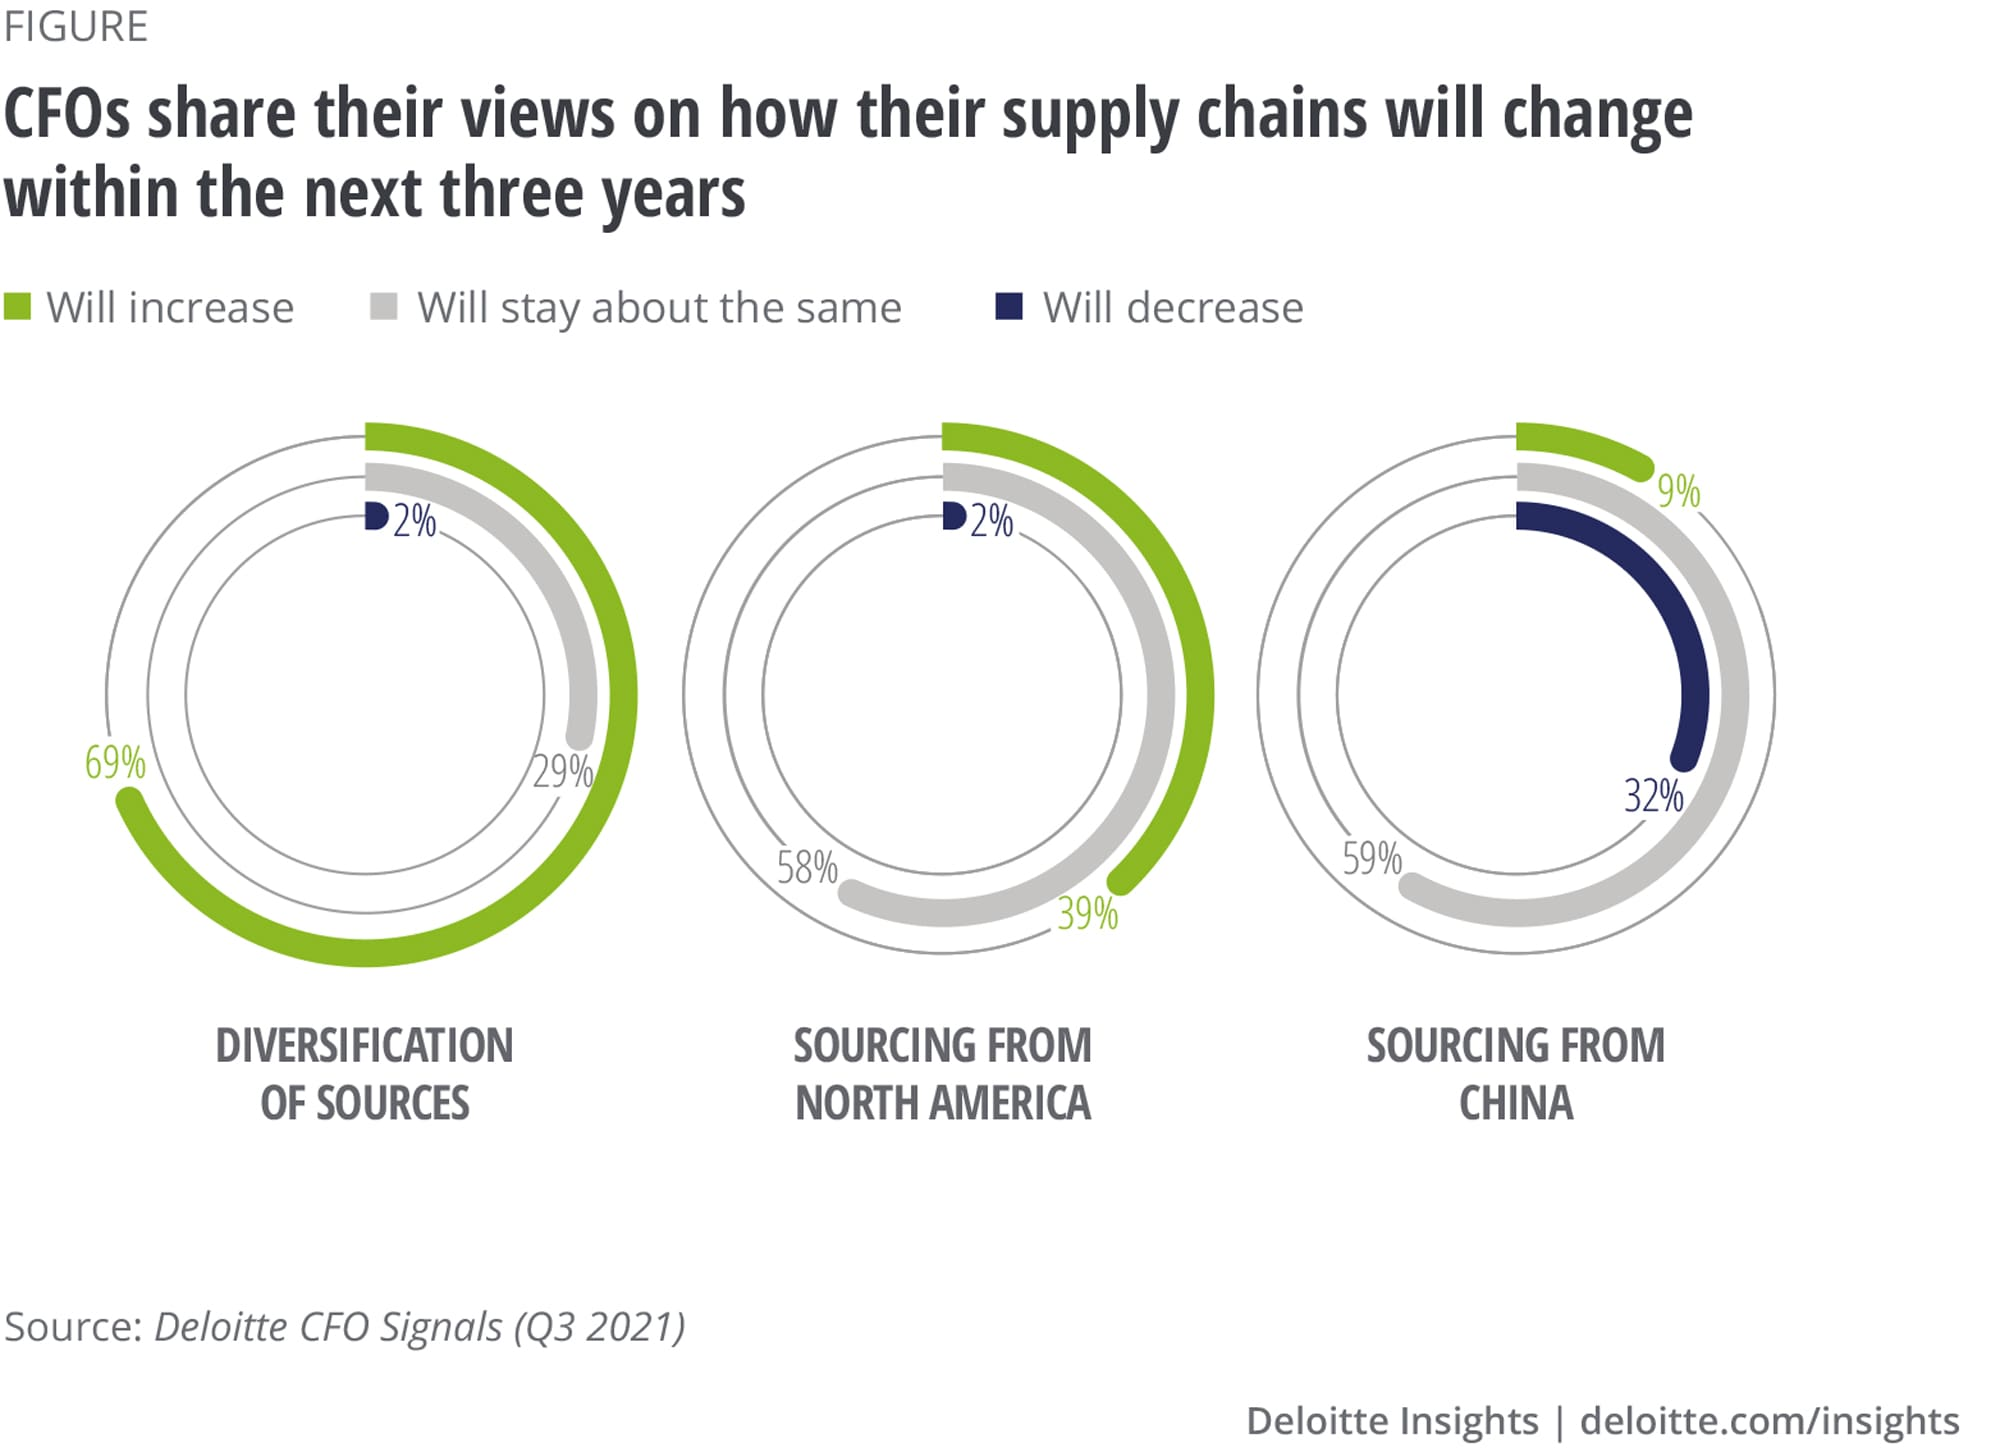 FIGURE
CFOs share their views on how their supply chains will change
within the next three years
Will increase
Will stay about the same
Will decrease
2%
29%
69%
DIVERSIFICATION
OF SOURCES
2%
58%
39%
SOURCING FROM
NORTH AMERICA
9%
32%
59%
SOURCING FROM
CHINA
Source: Deloitte CFO Signals (Q3 2021)
Deloitte Insights | deloitte.com/insights